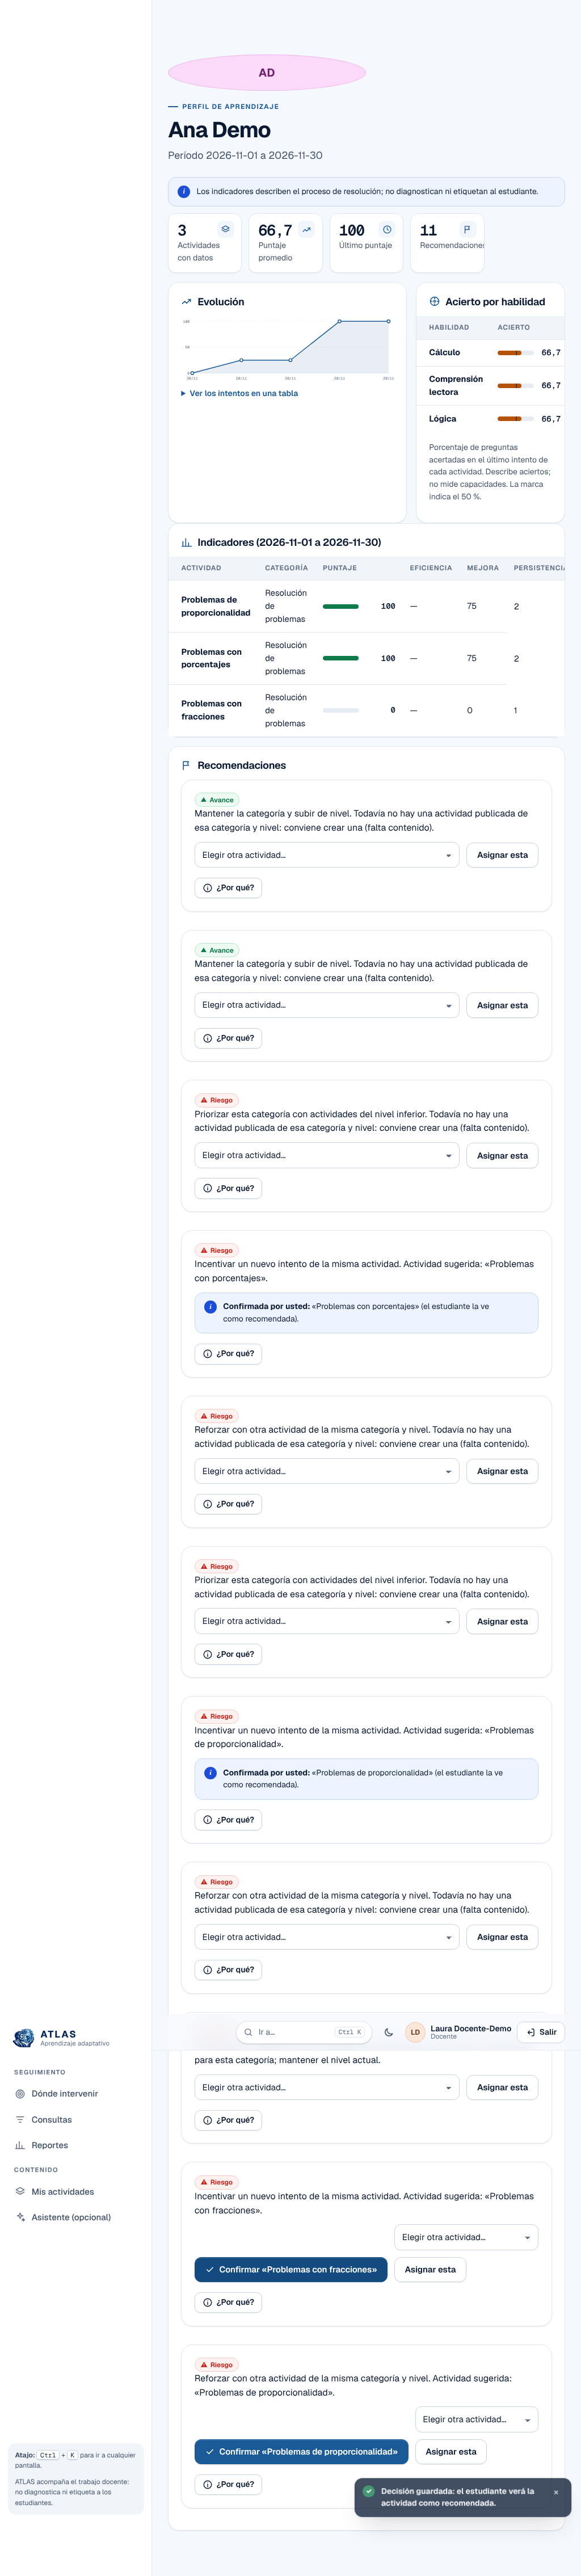 AD
PERFIL DE APRENDIZAJE
Ana Demo
Período 2026-11-01 a 2026-11-30
i Los indicadores describen el proceso de resolución; no diagnostican ni etiquetan al estudiante.
3
Actividades
con datos
66,7
Puntaje
promedio
100
Último puntaje
11
Recomendaciones
Evolución
100
50
0
20/11 20/11 20/11 20/11 20/11
Ver los intentos en una tabla
Acierto por habilidad
HABILIDAD ACIERTO
Cálculo 66,7
Comprensión
lectora 66,7
Lógica 66,7
Porcentaje de preguntas
acertadas en el último intento de
cada actividad. Describe aciertos;
no mide capacidades. La marca
indica el 50 %.
Indicadores (2026-11-01 a 2026-11-30)
ACTIVIDAD CATEGORÍA PUNTAJE EFICIENCIA MEJORA PERSISTENCIA
Problemas de
proporcionalidad
Resolución
de
problemas
100 — 75 2
Problemas con
porcentajes
Resolución
de
problemas
100 — 75 2
Problemas con
fracciones
Resolución
de
problemas
0 — 0 1
Recomendaciones
Avance
Mantener la categoría y subir de nivel. Todavía no hay una actividad publicada de
esa categoría y nivel: conviene crear una (falta contenido).
Elegir otra actividad... Asignar esta
¿Por qué?
Avance
Mantener la categoría y subir de nivel. Todavía no hay una actividad publicada de
esa categoría y nivel: conviene crear una (falta contenido).
Elegir otra actividad... Asignar esta
¿Por qué?
Riesgo
Priorizar esta categoría con actividades del nivel inferior. Todavía no hay una
actividad publicada de esa categoría y nivel: conviene crear una (falta contenido).
Elegir otra actividad... Asignar esta
¿Por qué?
Riesgo
Incentivar un nuevo intento de la misma actividad. Actividad sugerida: «Problemas
con porcentajes».
i Confirmada por usted: «Problemas con porcentajes» (el estudiante la ve
como recomendada).
¿Por qué?
Riesgo
Reforzar con otra actividad de la misma categoría y nivel. Todavía no hay una
actividad publicada de esa categoría y nivel: conviene crear una (falta contenido).
Elegir otra actividad... Asignar esta
¿Por qué?
Riesgo
Priorizar esta categoría con actividades del nivel inferior. Todavía no hay una
actividad publicada de esa categoría y nivel: conviene crear una (falta contenido).
Elegir otra actividad... Asignar esta
¿Por qué?
Riesgo
Incentivar un nuevo intento de la misma actividad. Actividad sugerida: «Problemas
de proporcionalidad».
i Confirmada por usted: «Problemas de proporcionalidad» (el estudiante la ve
como recomendada).
¿Por qué?
Riesgo
Reforzar con otra actividad de la misma categoría y nivel. Todavía no hay una
actividad publicada de esa categoría y nivel: conviene crear una (falta contenido).
Elegir otra actividad... Asignar esta
¿Por qué?
ATLAS
Aprendizaje adaptativo
Ir a... Ctrl K
LD
Laura Docente-Demo
Docente
Salir
SEGUIMIENTO
Dónde intervenir
Consultas
Reportes
CONTENIDO
Mis actividades
Asistente (opcional)
para esta categoría; mantener el nivel actual.
Elegir otra actividad... Asignar esta
¿Por qué?
Riesgo
Incentivar un nuevo intento de la misma actividad. Actividad sugerida: «Problemas
con fracciones».
Elegir otra actividad...
Confirmar «Problemas con fracciones» Asignar esta
¿Por qué?
Riesgo
Reforzar con otra actividad de la misma categoría y nivel. Actividad sugerida:
«Problemas de proporcionalidad».
Elegir otra actividad...
Confirmar «Problemas de proporcionalidad» Asignar esta
¿Por qué?
Atajo: Ctrl + K para ir a cualquier
pantalla.
ATLAS acompaña el trabajo docente:
no diagnostica ni etiqueta a los
estudiantes.
Decisión guardada: el estudiante verá la
actividad como recomendada.
×